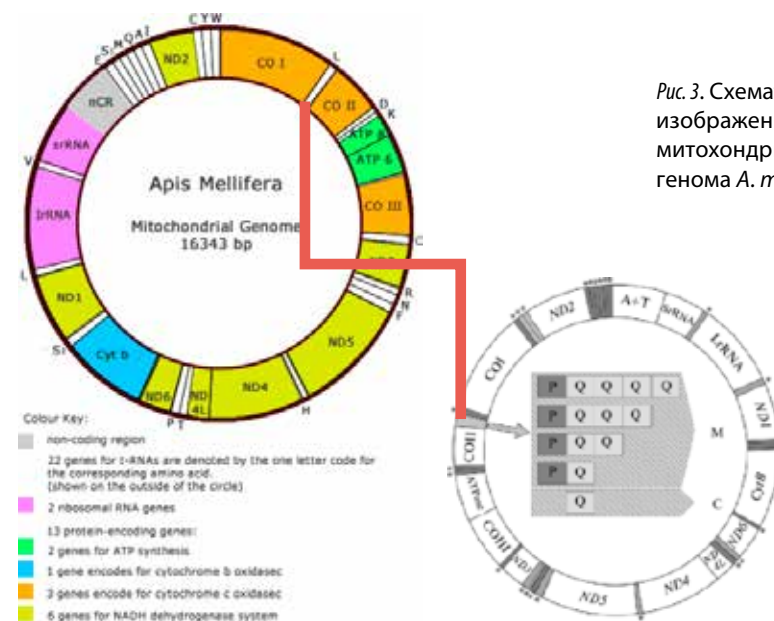 Рис. 3. Схема
изображен
митохондр
генома A. m
Apis Mellifera
Mitochondrial Genome
16343 bp
C Y W
CO I
L
CO II
D
K
ATP 8
ATP 6
CO III
G
R
N
F
ND5
H
ND4
ND
4L
T
P
ND6
Cyt b
S1
ND1
L
lrRNA
V
srRNA
nCR
E S2 M Q A I
ND2
Colour Key:
non-coding region
22 genes for t-RNAs are denoted by the one letter code for
the corresponding amino acid.
(shown on the outside of the circle)
2 ribosomal RNA genes
13 protein-encoding genes:
2 genes for ATP synthesis
1 gene encodes for cytochrome b oxidasec
3 genes encode for cytochrome c oxidasec
6 genes for NADH dehydrogenase system
ND2
A+T
SrRNA
LrRNA
ND1
CytB
ND6
ND
4L
ND4
ND5
ND3
COIII
COII
COI
P Q Q Q Q
P Q Q Q
P Q Q
P Q
Q
M
C